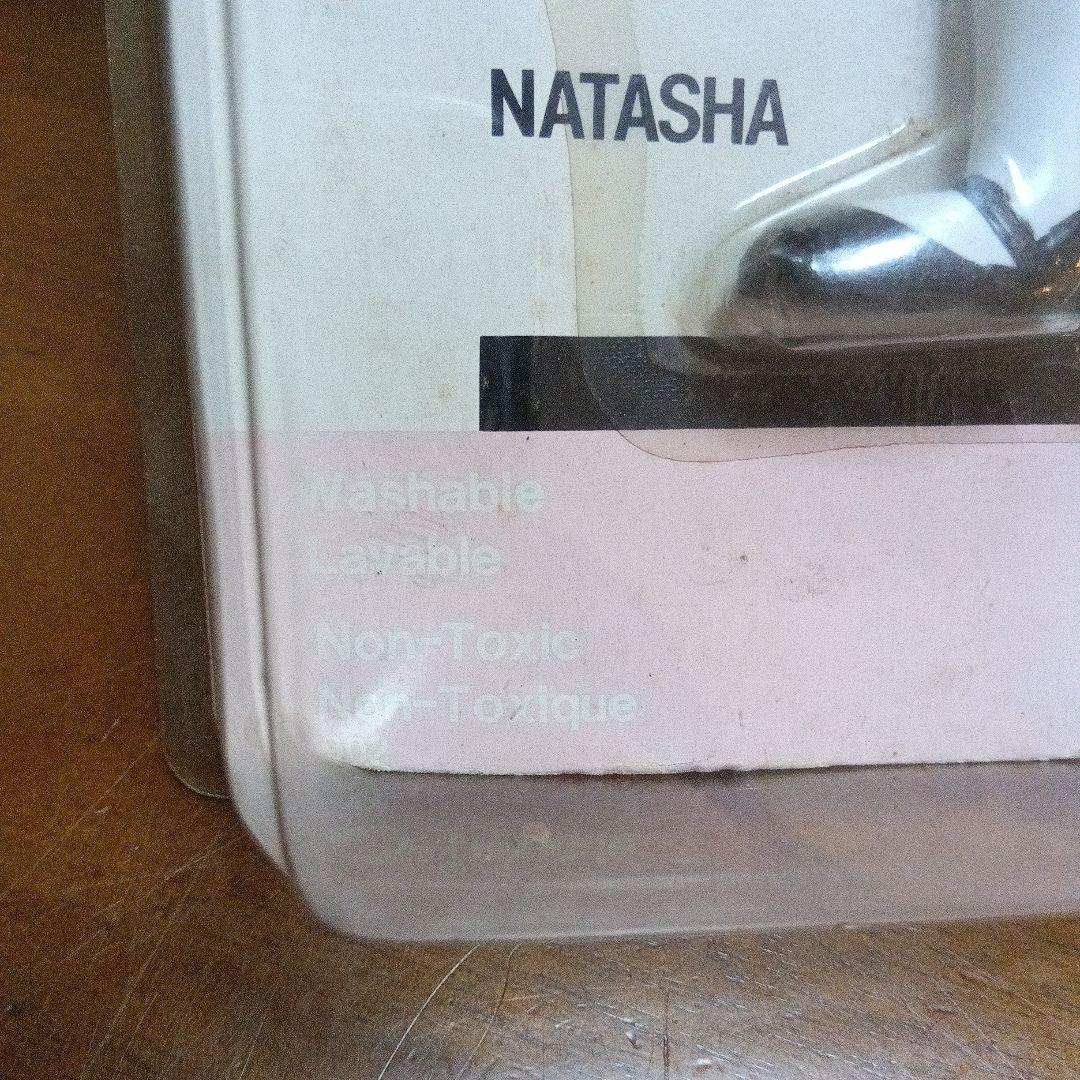 NATASHA
Washable
Lavable
Non-Toxic
Non-Toxique